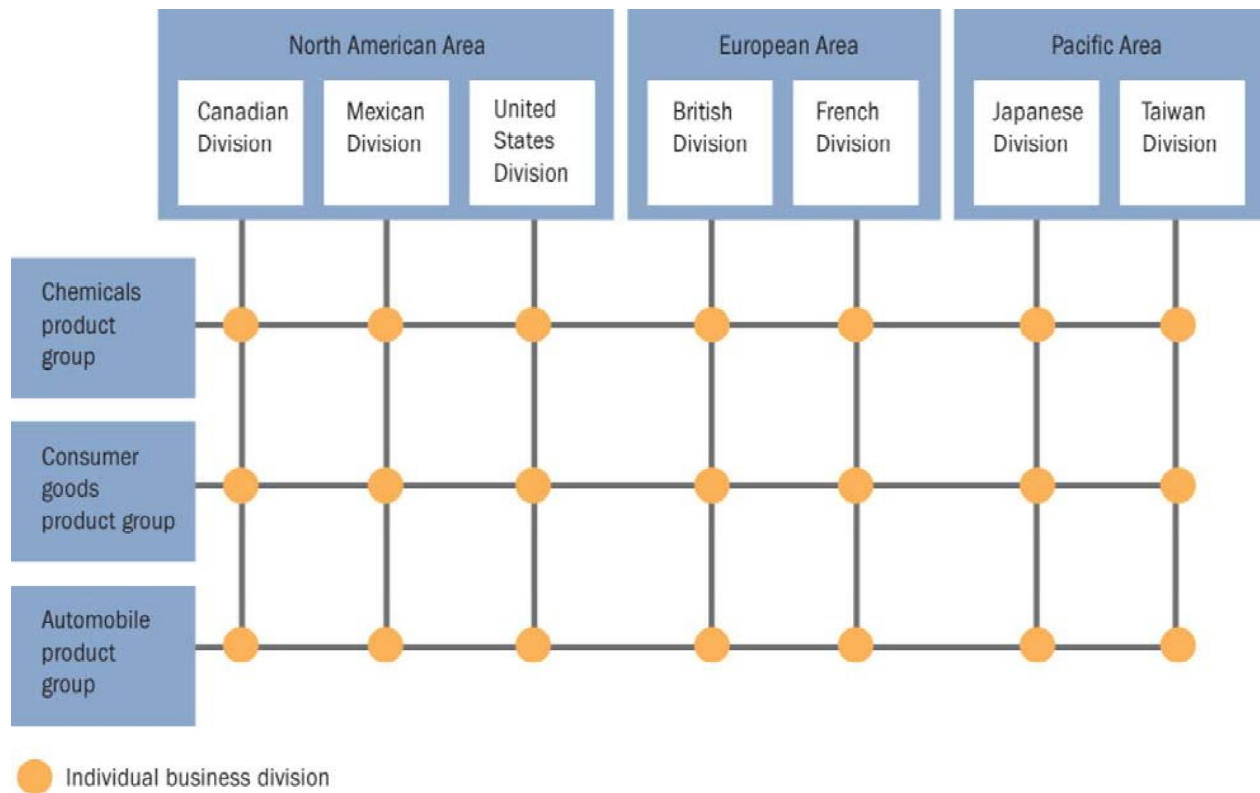 North American Area
Canadian
Division
Mexican
Division
United
States
Division
European Area
British
Division
French
Division
Pacific Area
Japanese
Division
Taiwan
Division
Chemicals
product
group
Consumer
goods
product group
Automobile
product
group
Individual business division